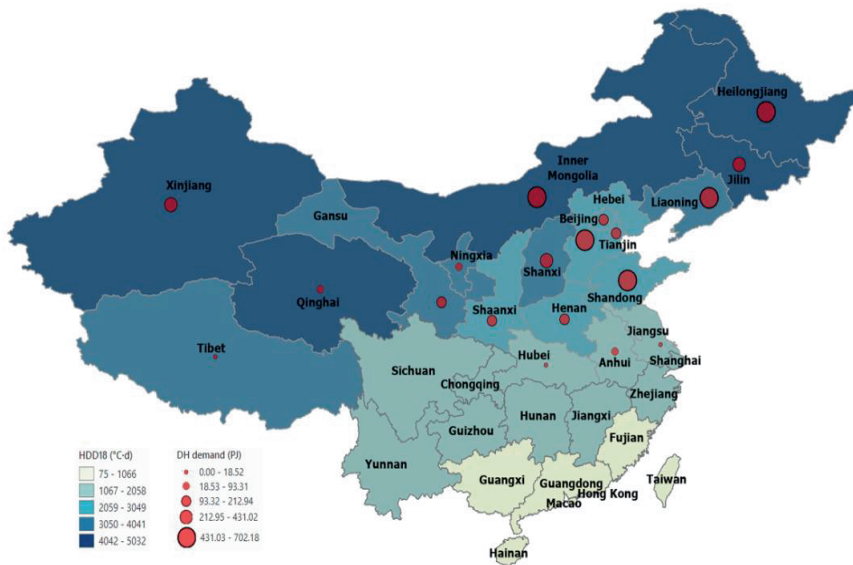 Heilongjiang
Inner
Mongolia
Jilin
Xinjiang
Hebei
Liaoning
Gansu
Beijing
Tianjin
Ningxia
Shanxi
Qinghai
Shandong
Shaanxi
Henan
Jiangsu
Tibet
Hubei
Anhui
Shanghai
Sichuan
Chongqing
Zhejiang
Hunan
Jiangxi
Guizhou
Fujian
Yunnan
Guangxi
Guangdong
Taiwan
Hong Kong
Macao
Hainan
HDD18 (°C-d)
75 - 1066
1067 - 2058
2059 - 3049
3050 - 4041
4042 - 5032
DH demand (PJ)
0.00 - 18.52
18.53 - 93.31
93.32 - 212.94
212.95 - 431.02
431.03 - 702.18